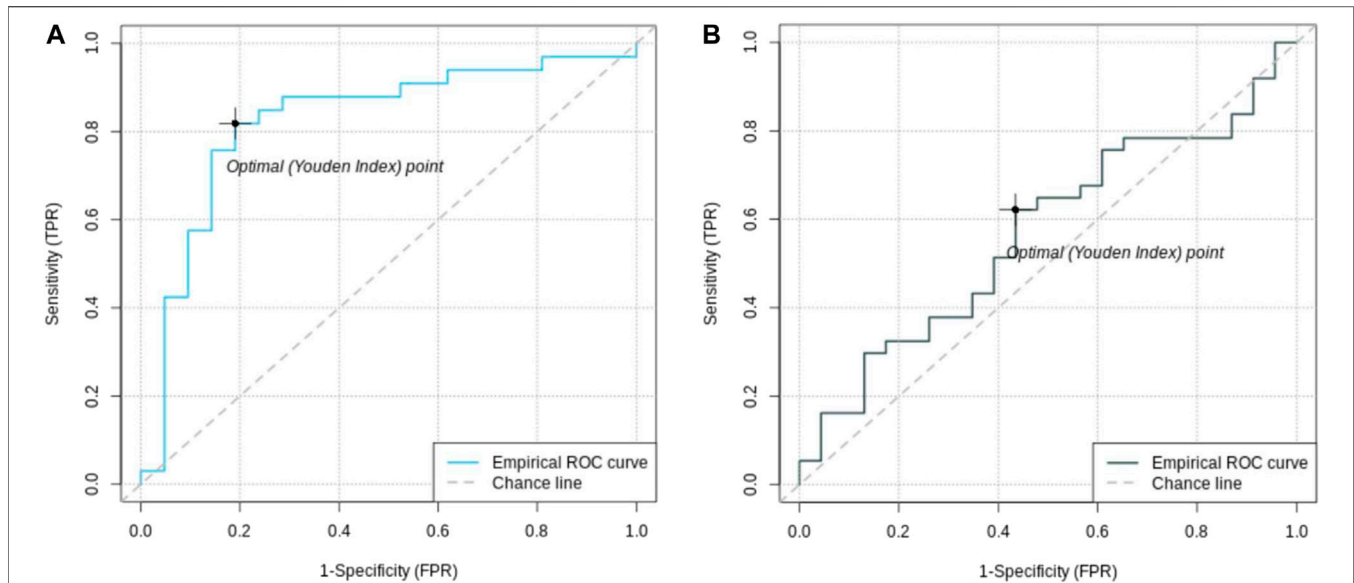 A
1.0
0.8
0.6
0.4
0.2
0.0
Sensitivity (TPR)
Optimal (Youden Index) point
Empirical ROC curve
Chance line
0.0 0.2 0.4 0.6 0.8 1.0
1-Specificity (FPR)
B
1.0
0.8
0.6
0.4
0.2
0.0
Sensitivity (TPR)
Optimal (Youden Index) point
Empirical ROC curve
Chance line
0.0 0.2 0.4 0.6 0.8 1.0
1-Specificity (FPR)